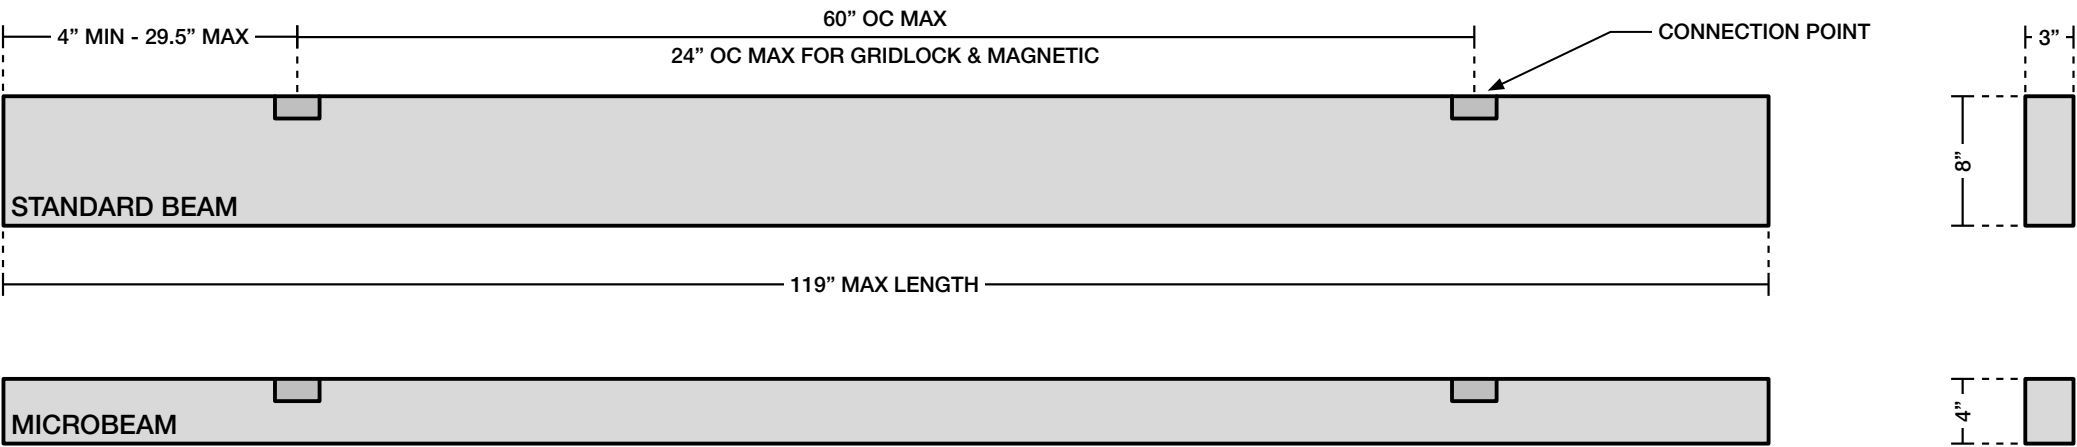 60” OC MAX
4” MIN - 29.5” MAX
24” OC MAX FOR GRIDLOCK & MAGNETIC
CONNECTION POINT
3”
8”
STANDARD BEAM
119” MAX LENGTH
4”
MICROBEAM